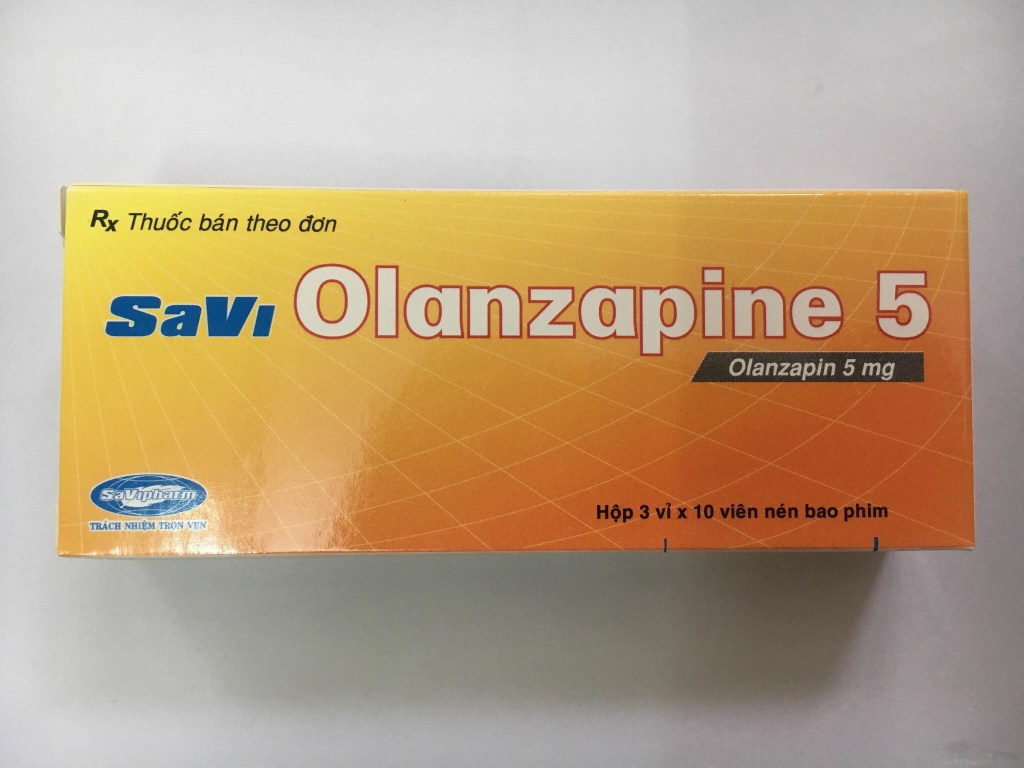 Rx Thuốc bán theo đơn
SaVi Olanzapine 5
Olanzapin 5 mg
SaVipharm
TRÁCH NHIỆM TRỌN VẸN
Hộp 3 vỉ x 10 viên nén bao phim